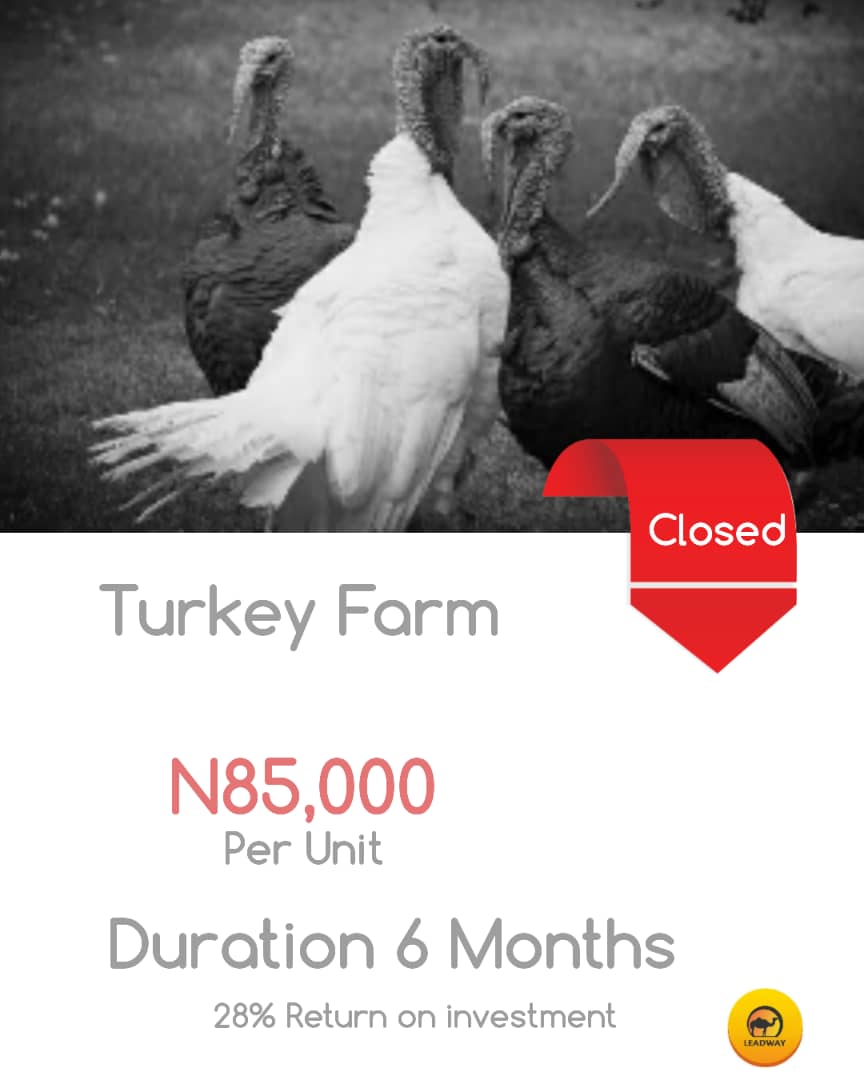 Closed
Turkey Farm
N85,000
Per Unit
Duration 6 Months
28% Return on investment
LEADWAY